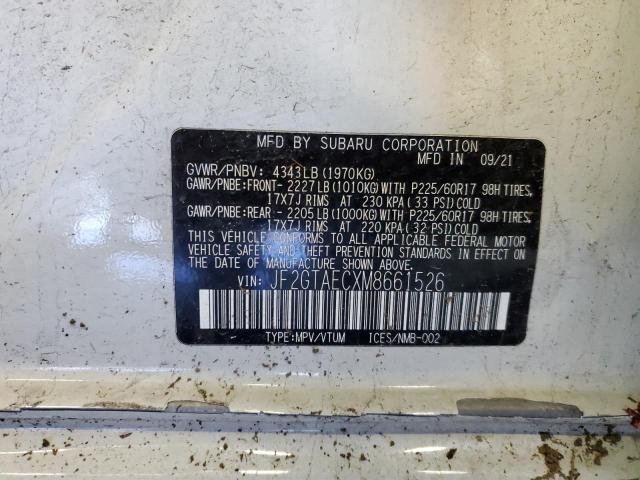 MFD BY SUBARU CORPORATION
MFD IN 09/21
GVWR/PNBV: 4343LB (1970KG)
GAWR/PNBE:FRONT- 2227LB(1010KG)WITH P225/60R17 98H TIRES,
17X7J RIMS AT 230 KPA (33 PSI)COLD
GAWR/PNBE:REAR - 2205LB(1000KG)WITH P225/60R17 98H TIRES,
17X7J RIMS AT 220 KPA (32 PSI)COLD
THIS VEHICLE CONFORMS TO ALL APPLICABLE FEDERAL MOTOR
VEHICLE SAFETY AND THEFT PREVENTION STANDARDS IN EFFECT
ON THE DATE OF MANUFACTURE SHOWN ABOVE.
VIN: JF2GTAECXM8661526
TYPE:MPV/VTUM ICES/NMB-002